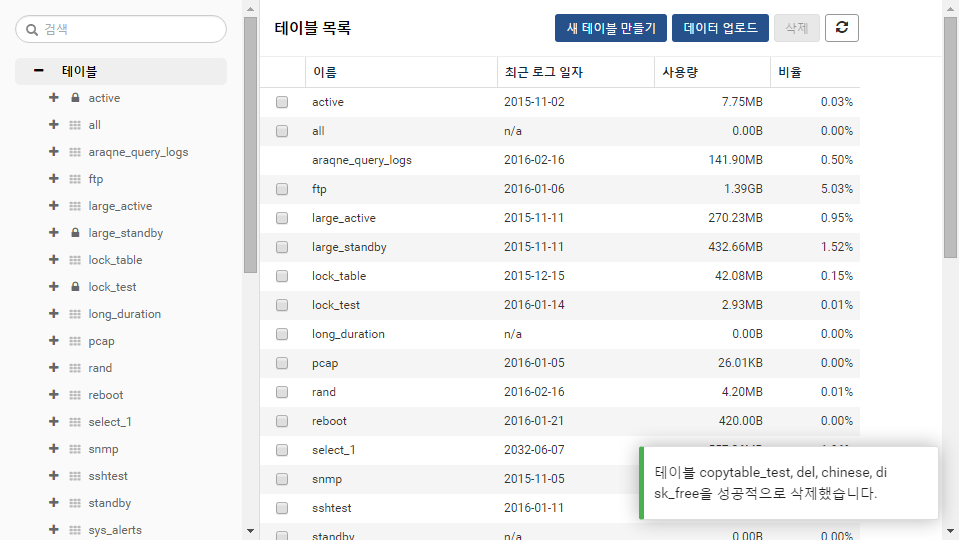 검색
테이블
active
all
araqne_query_logs
ftp
large_active
large_standby
lock_table
lock_test
long_duration
pcap
rand
reboot
select_1
snmp
sshtest
standby
sys_alerts
테이블 목록
새 테이블 만들기 데이터 업로드 삭제
이름 최근 로그 일자 사용량 비율
active 2015-11-02 7.75MB 0.03%
all n/a 0.00B 0.00%
araqne_query_logs 2016-02-16 141.90MB 0.50%
ftp 2016-01-06 1.39GB 5.03%
large_active 2015-11-11 270.23MB 0.95%
large_standby 2015-11-11 432.66MB 1.52%
lock_table 2015-12-15 42.08MB 0.15%
lock_test 2016-01-14 2.93MB 0.01%
long_duration n/a 0.00B 0.00%
pcap 2016-01-05 26.01KB 0.00%
rand 2016-02-16 4.20MB 0.01%
reboot 2016-01-21 420.00B 0.00%
select_1 2032-06-07
snmp 2015-11-05
sshtest 2016-01-11
standby n/a 0.00B 0.00%
테이블 copytable_test, del, chinese, di
sk_free을 성공적으로 삭제했습니다.